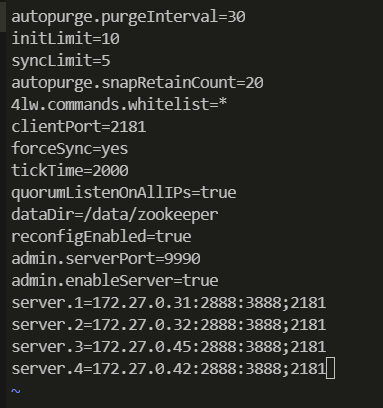 autopurge.purgeInterval=30
initLimit=10
syncLimit=5
autopurge.snapRetainCount=20
4lw.commands.whitelist=*
clientPort=2181
forceSync=yes
tickTime=2000
quorumListenOnAllIPs=true
dataDir=/data/zookeeper
reconfigEnabled=true
admin.serverPort=9990
admin.enableServer=true
server.1=172.27.0.31:2888:3888;2181
server.2=172.27.0.32:2888:3888;2181
server.3=172.27.0.45:2888:3888;2181
server.4=172.27.0.42:2888:3888;2181
~